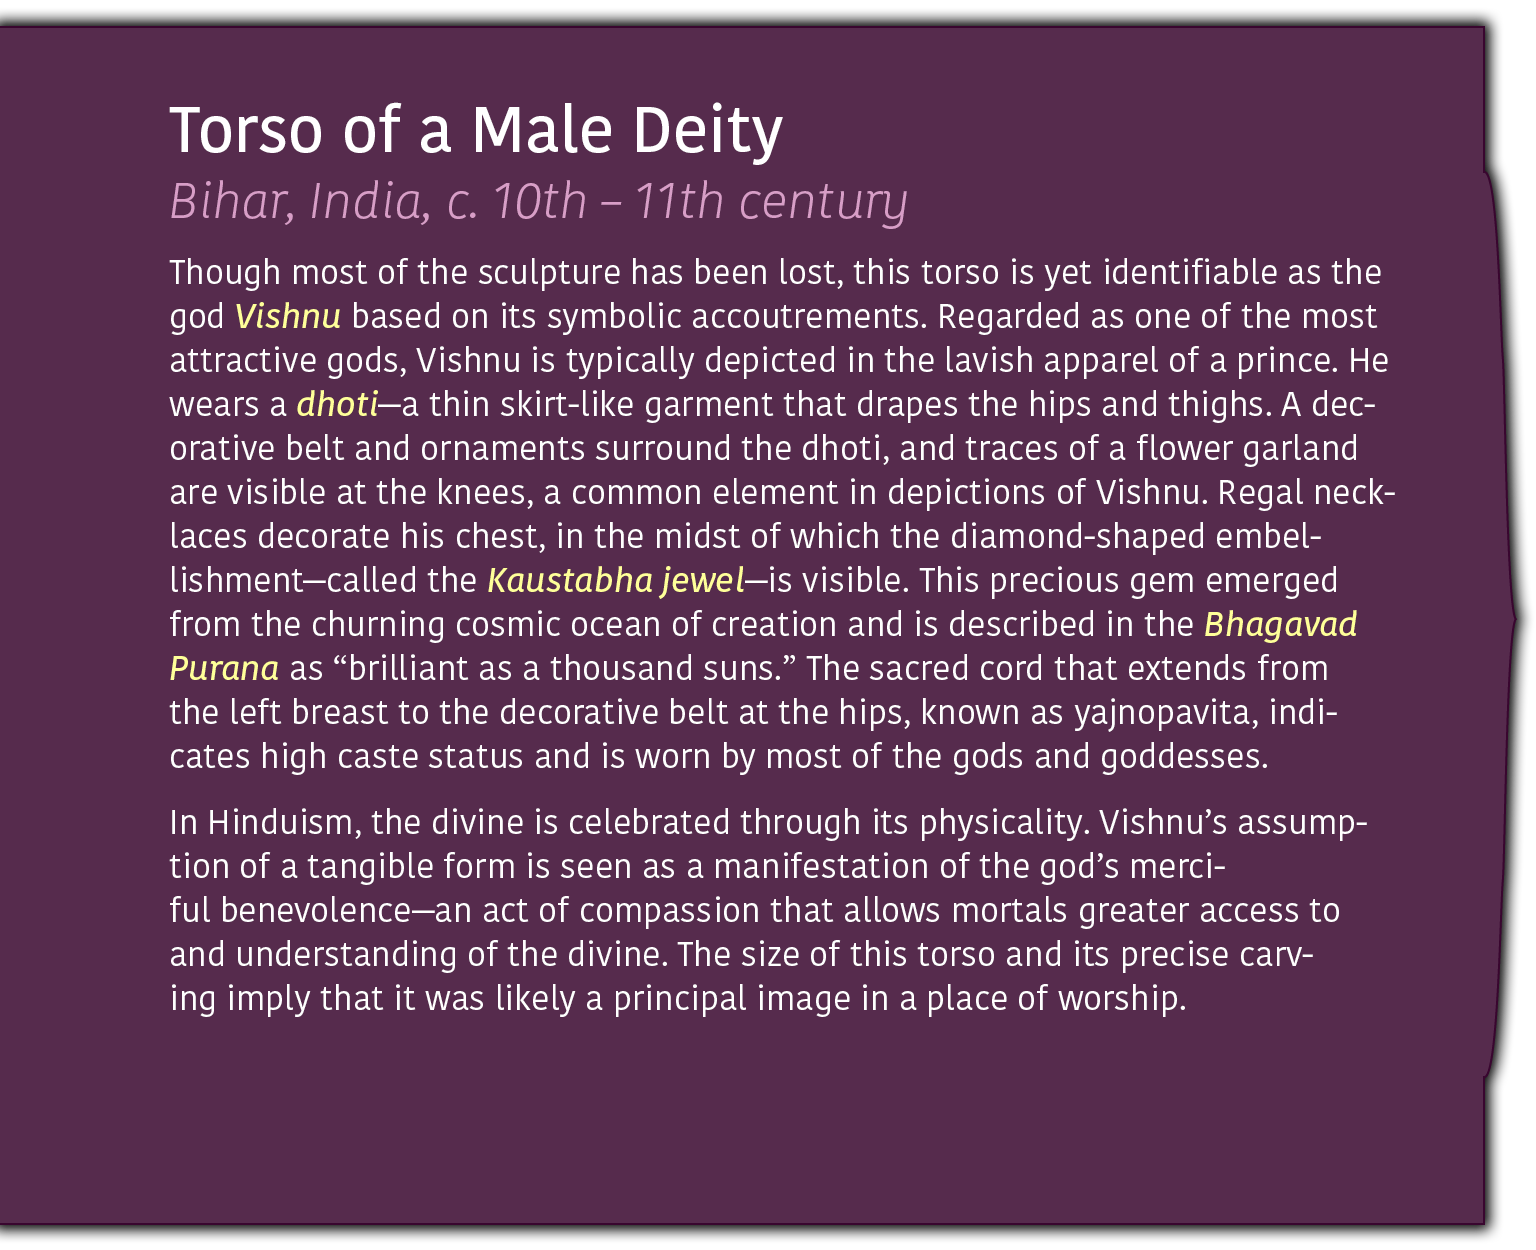 Torso of a Male Deity
Bihar, India, c. 10th – 11th century
Though most of the sculpture has been lost, this torso is yet identifiable as the
god Vishnu based on its symbolic accoutrements. Regarded as one of the most
attractive gods, Vishnu is typically depicted in the lavish apparel of a prince. He
wears a dhoti—a thin skirt-like garment that drapes the hips and thighs. A dec-
orative belt and ornaments surround the dhoti, and traces of a flower garland
are visible at the knees, a common element in depictions of Vishnu. Regal neck-
laces decorate his chest, in the midst of which the diamond-shaped embel-
lishment—called the Kaustabha jewel—is visible. This precious gem emerged
from the churning cosmic ocean of creation and is described in the Bhagavad
Purana as “brilliant as a thousand suns.” The sacred cord that extends from
the left breast to the decorative belt at the hips, known as yajnopavita, indi-
cates high caste status and is worn by most of the gods and goddesses.
In Hinduism, the divine is celebrated through its physicality. Vishnu’s assump-
tion of a tangible form is seen as a manifestation of the god’s merci-
ful benevolence—an act of compassion that allows mortals greater access to
and understanding of the divine. The size of this torso and its precise carv-
ing imply that it was likely a principal image in a place of worship.